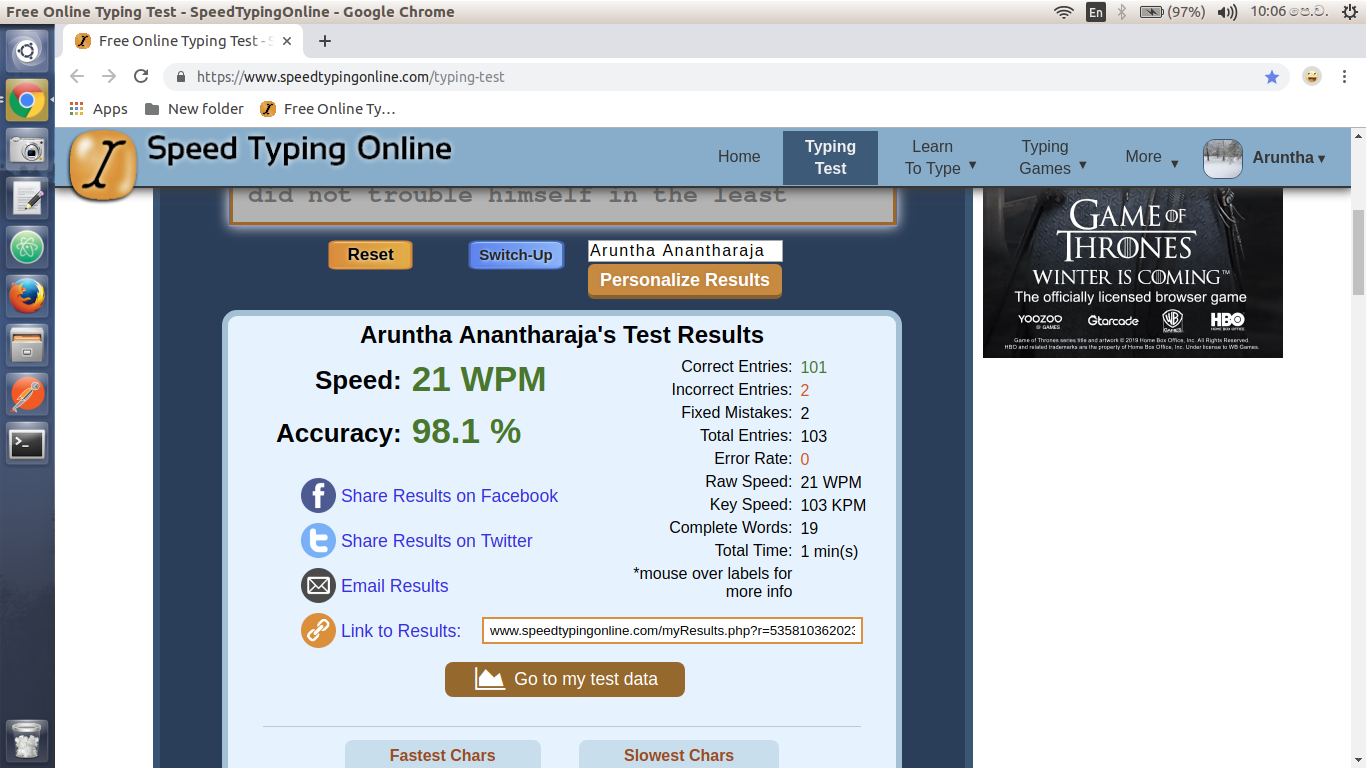 Free Online Typing Test - SpeedTypingOnline - Google Chrome
En (97%) 10:06 පෙ.ව.
Free Online Typing Test - S
https://www.speedtypingonline.com/typing-test
Apps New folder Free Online Ty…
Speed Typing Online
Home
Typing
Test
Learn
To Type ▾
Typing
Games ▾
More ▾
Aruntha ▾
did not trouble himself in the least
Reset Switch-Up
Aruntha Anantharaja
Personalize Results
GAME OF
THRONES
WINTER IS COMING™
The officially licensed browser game
YOOZOO Gtarcade WB HBO
@ GAMES GAMES HOME BOX OFFICE
Game of Thrones series title and artwork © 2019 Home Box Office, Inc. All Rights Reserved.
HBO and related trademarks are the property of Home Box Office, Inc. Under license to WB Games.
Aruntha Anantharaja's Test Results
Speed: 21 WPM
Accuracy: 98.1 %
Share Results on Facebook
Share Results on Twitter
Email Results
Link to Results: www.speedtypingonline.com/myResults.php?r=535810362023
Correct Entries: 101
Incorrect Entries: 2
Fixed Mistakes: 2
Total Entries: 103
Error Rate: 0
Raw Speed: 21 WPM
Key Speed: 103 KPM
Complete Words: 19
Total Time: 1 min(s)
*mouse over labels for
more info
Go to my test data
Fastest Chars Slowest Chars